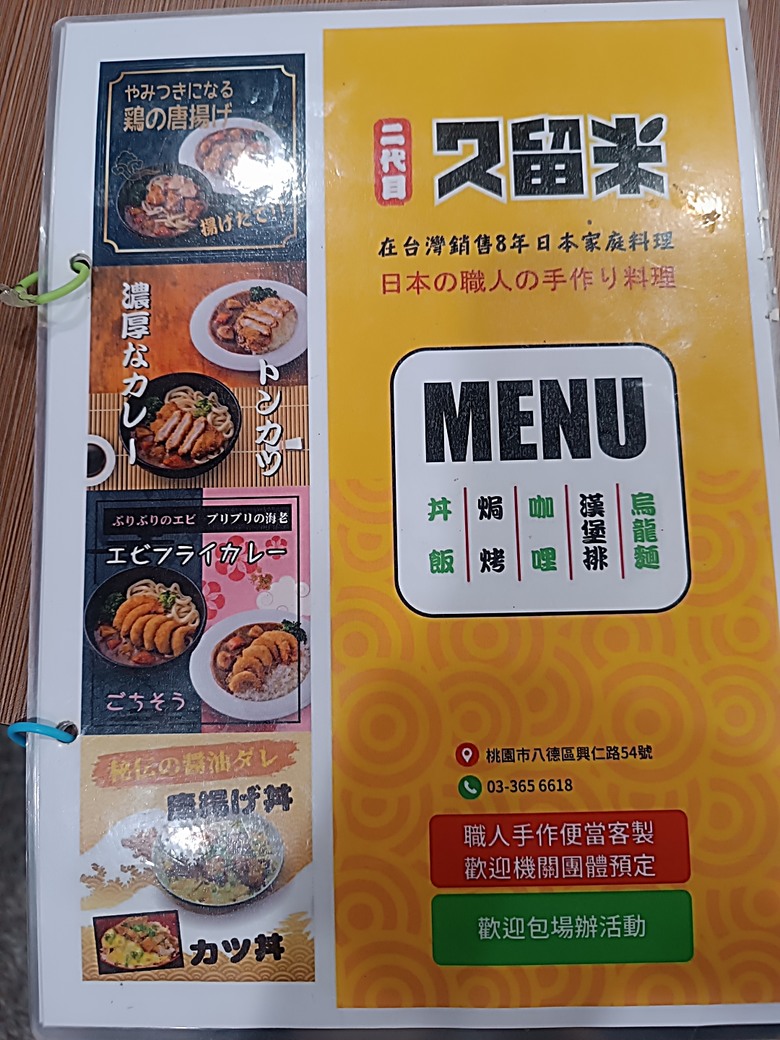 やみつきになる
鶏の唐揚げ
揚げたて!!
濃厚なカレー
トンカツ
ぷりぷりのエビ プリプリの海老
エビフライカレー
ごちそう
秘伝の醤油ダレ
唐揚げ丼
カツ丼
二代目
久留米
在台灣銷售8年日本家庭料理
日本の職人の手作り料理
MENU
丼飯
焗烤
咖哩
漢堡排
烏龍麵
桃園市八德區興仁路54號
03-365 6618
職人手作便當客製
歡迎機關團體預定
歡迎包場辦活動